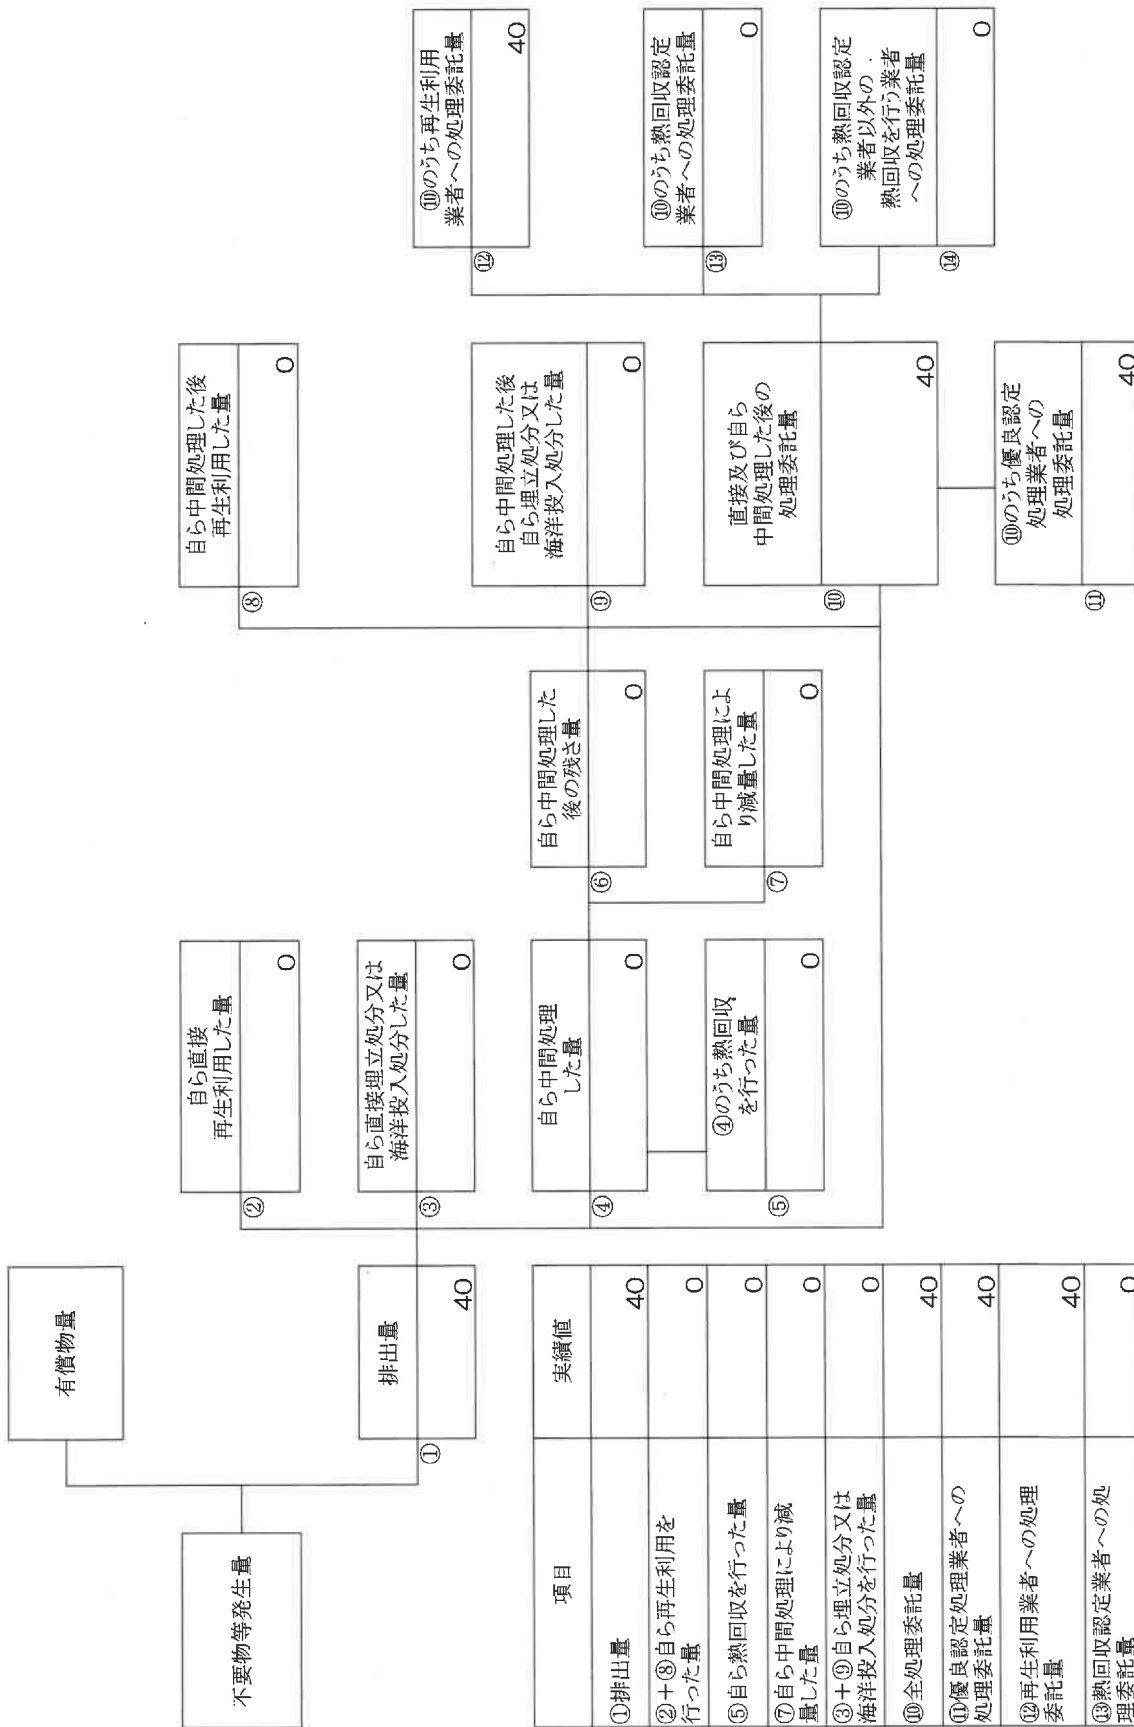 不要物等発生量
有償物量
①
排出量
40
②
自ら直接
再生利用した量
0
③
自ら直接埋立処分又は
海洋投入処分した量
0
④
自ら中間処理
した量
0
⑤
④のうち熱回収
を行った量
0
⑥
自ら中間処理した
後の残さ量
0
⑦
自ら中間処理によ
り減量した量
0
⑧
自ら中間処理した後
再生利用した量
0
⑨
自ら中間処理した後
自ら埋立処分又は
海洋投入処分した量
0
⑩
直接及び自ら
中間処理した後の
処理委託量
40
⑪
⑩のうち優良認定
処理業者への
処理委託量
40
⑫
⑩のうち再生利用
業者への処理委託量
40
⑬
⑩のうち熱回収認定
業者への処理委託量
0
⑭
⑩のうち熱回収認定
業者以外の
熱回収を行う業者
への処理委託量
0
項目 実績値
①排出量 40
②+⑧自ら再生利用を
行った量 0
⑤自ら熱回収を行った量 0
⑦自ら中間処理により減
量した量 0
③+⑨自ら埋立処分又は
海洋投入処分を行った量 0
⑩全処理委託量 40
⑪優良認定処理業者への
処理委託量 40
⑫再生利用業者への処理
委託量 40
⑬熱回収認定業者への処
理委託量 0